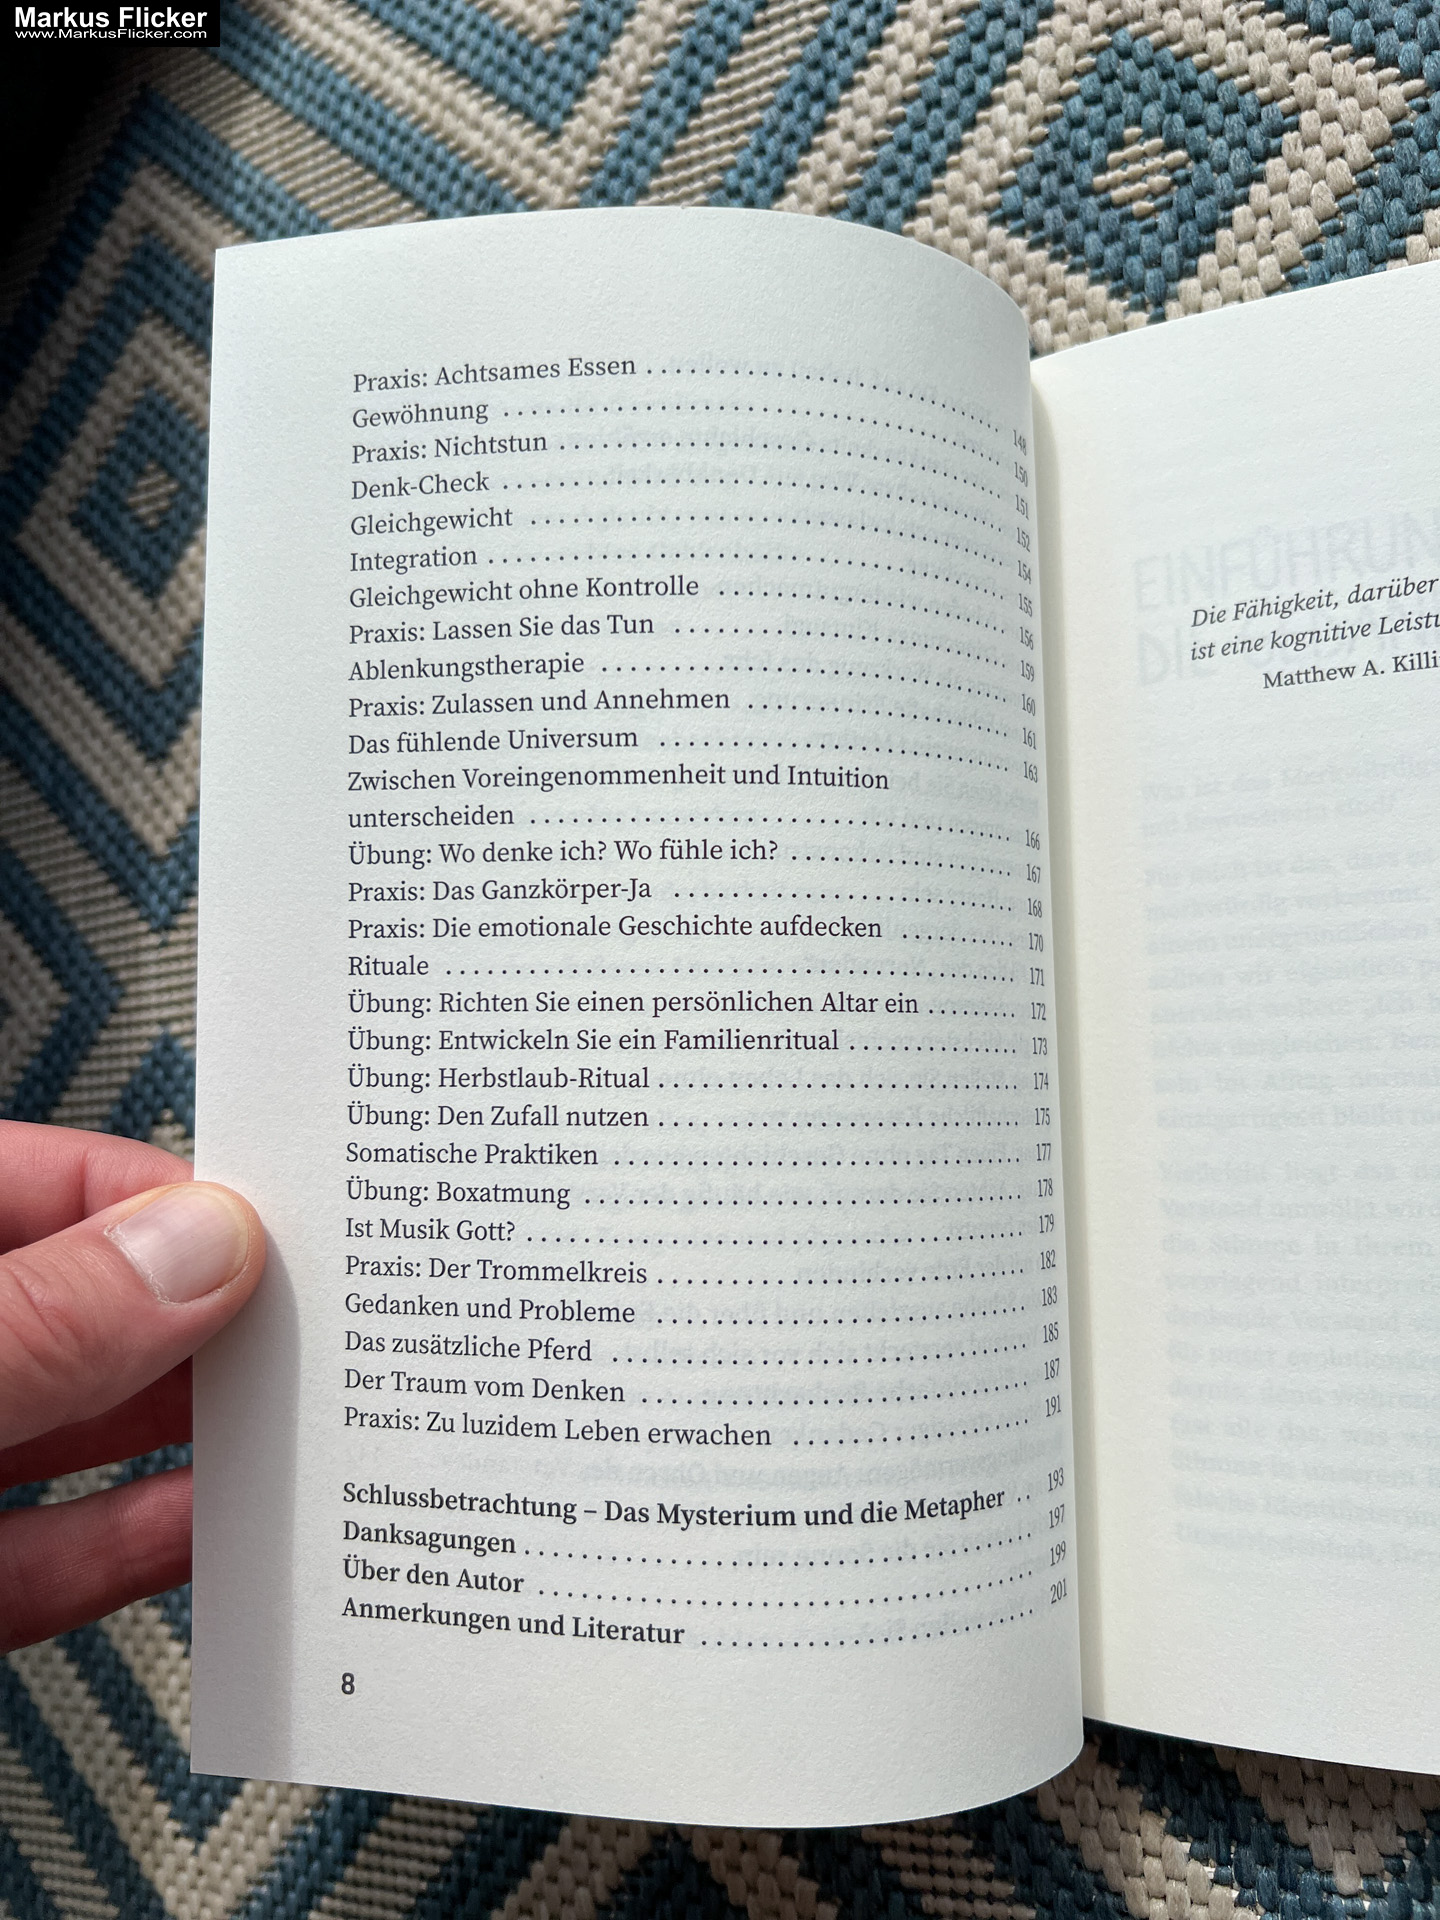 Markus Flicker
www.MarkusFlicker.com
Praxis: Achtsames Essen . . . . . . . . . . 148
Gewöhnung . . . . . . . . . . 150
Praxis: Nichtstun . . . . . . . . . . 151
Denk-Check . . . . . . . . . . 152
Gleichgewicht . . . . . . . . . . 154
Integration . . . . . . . . . . 155
Gleichgewicht ohne Kontrolle . . . . . . . . . . 156
Praxis: Lassen Sie das Tun . . . . . . . . . . 159
Ablenkungstherapie . . . . . . . . . . 160
Praxis: Zulassen und Annehmen . . . . . . . . . . 161
Das fühlende Universum . . . . . . . . . . 163
Zwischen Voreingenommenheit und Intuition
unterscheiden . . . . . . . . . . 166
Übung: Wo denke ich? Wo fühle ich? . . . . . . . . . . 167
Praxis: Das Ganzkörper-Ja . . . . . . . . . . 168
Praxis: Die emotionale Geschichte aufdecken . . . . . . . . . . 170
Rituale . . . . . . . . . . 171
Übung: Richten Sie einen persönlichen Altar ein . . . . . . . . 172
Übung: Entwickeln Sie ein Familienritual . . . . . . . . . . 173
Übung: Herbstlaub-Ritual . . . . . . . . . . 174
Übung: Den Zufall nutzen . . . . . . . . . . 175
Somatische Praktiken . . . . . . . . . . 177
Übung: Boxatmung . . . . . . . . . . 178
Ist Musik Gott? . . . . . . . . . . 179
Praxis: Der Trommelkreis . . . . . . . . . . 182
Gedanken und Probleme . . . . . . . . . . 183
Das zusätzliche Pferd . . . . . . . . . . 185
Der Traum vom Denken . . . . . . . . . . 187
Praxis: Zu luzidem Leben erwachen . . . . . . . . . . 191
Schlussbetrachtung – Das Mysterium und die Metapher . . 193
Danksagungen . . . . . . . . . . 197
Über den Autor . . . . . . . . . . 199
Anmerkungen und Literatur . . . . . . . . . . 201
8
Die Fähigkeit, darüber
ist eine kognitive Leistu
Matthew A. Killi